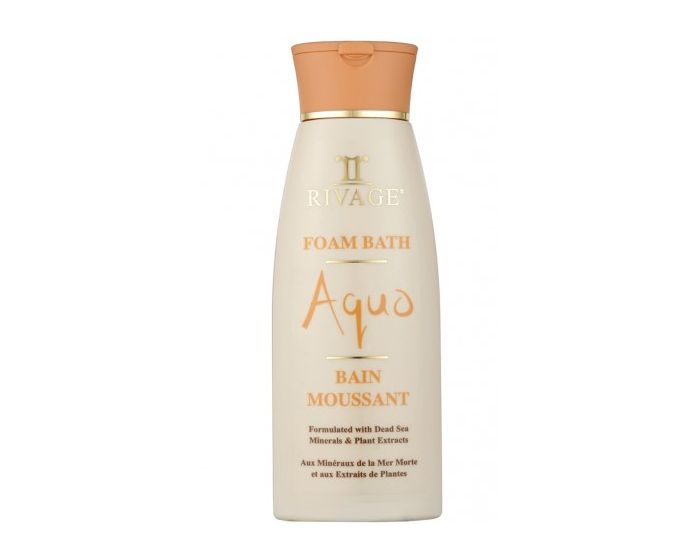 RIVAGE®
FOAM BATH
Aqua
BAIN
MOUSSANT
Formulated with Dead Sea
Minerals & Plant Extracts
Aux Minéraux de la Mer Morte
et aux Extraits de Plantes